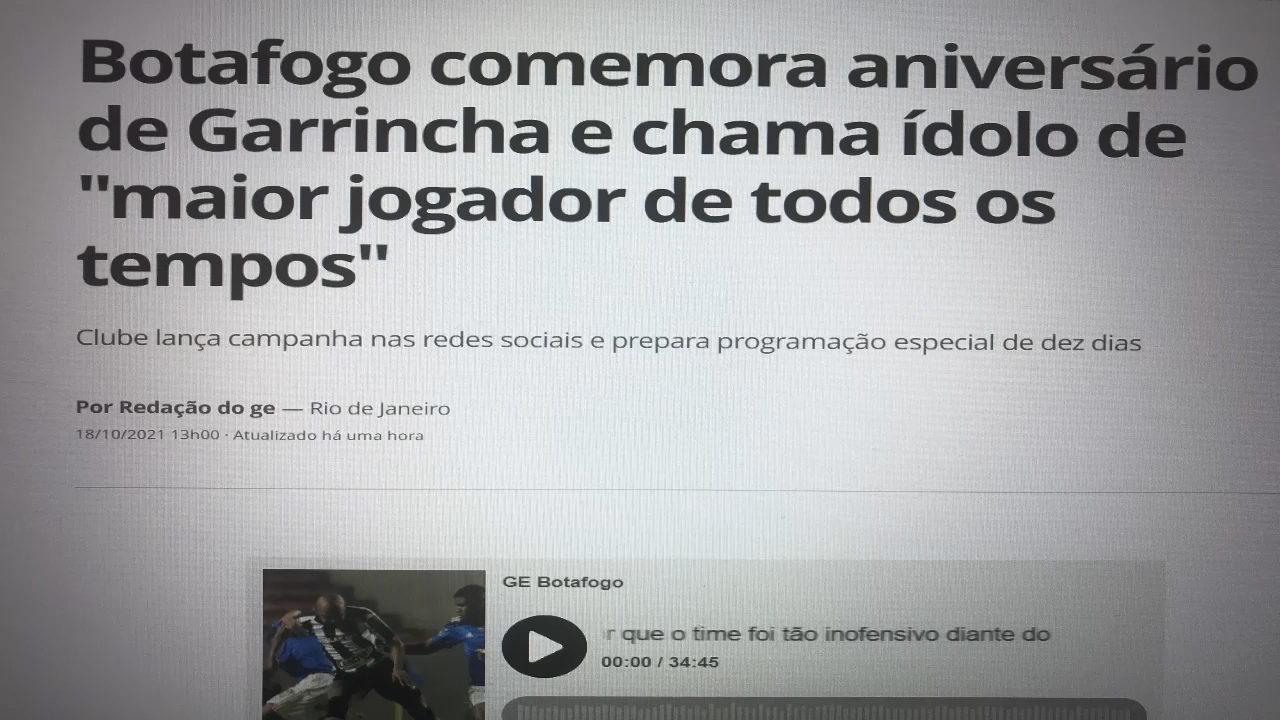 Botafogo comemora aniversário
de Garrincha e chama ídolo de
"maior jogador de todos os
tempos"
Clube lança campanha nas redes sociais e prepara programação especial de dez dias
Por Redação do ge — Rio de Janeiro
18/10/2021 13h00 · Atualizado há uma hora
GE Botafogo
r que o time foi tão inofensivo diante do
00:00 / 34:45